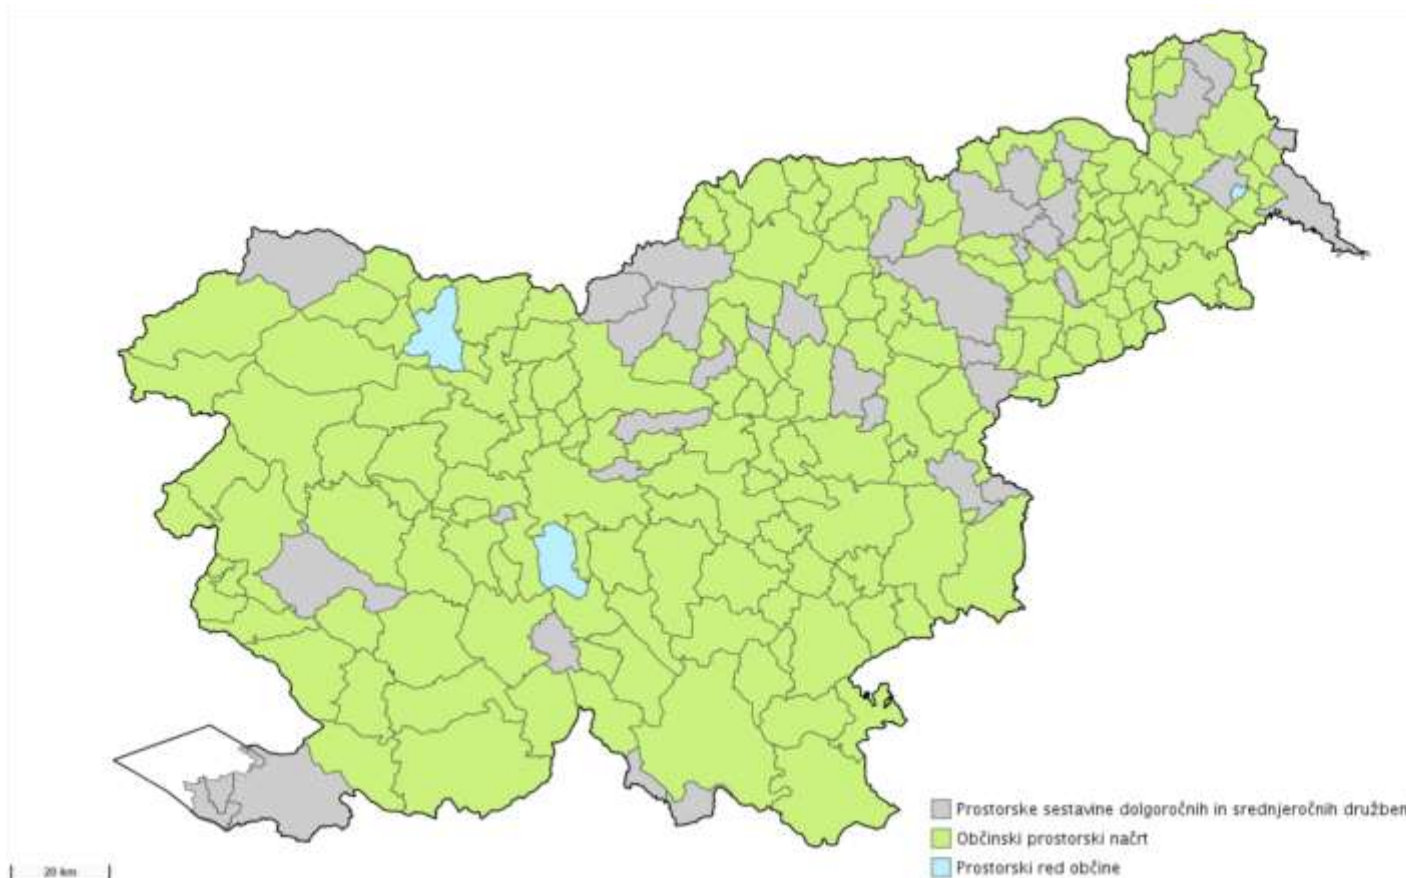 Prostorske sestavine dolgoročnih in srednjeročnih družben
Občinski prostorski načrt
Prostorski red občine
20 km